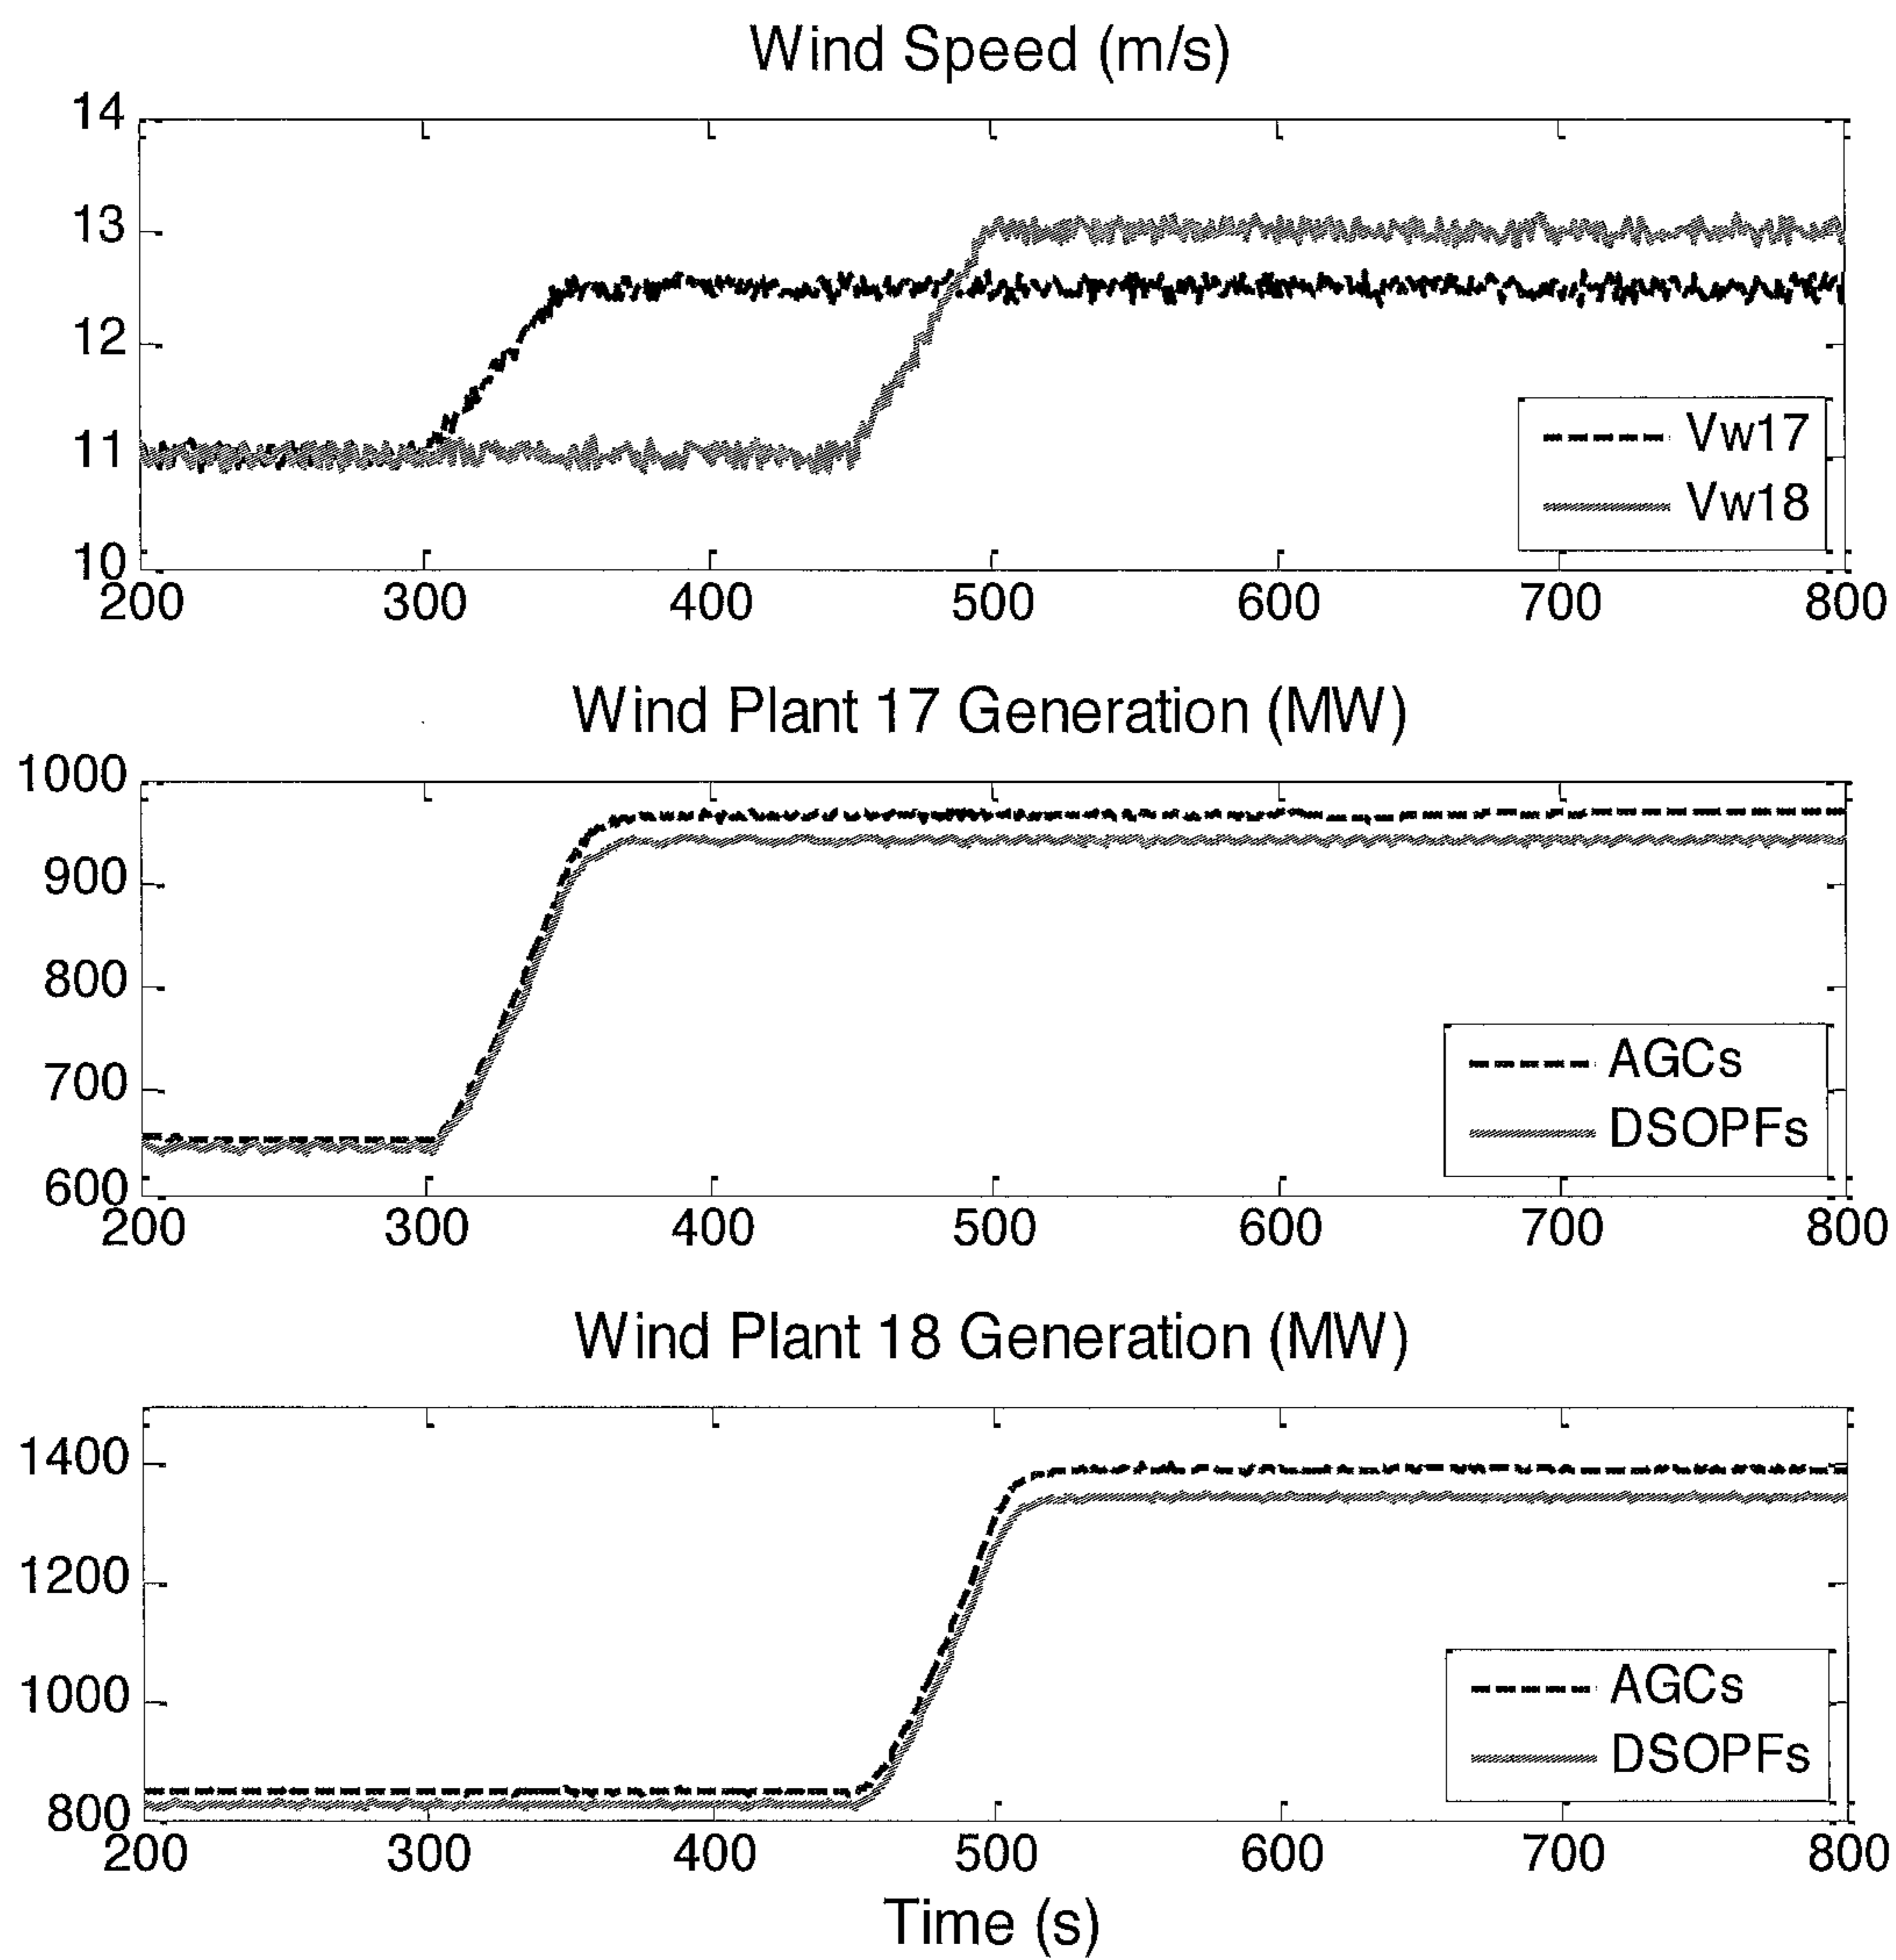 Wind Speed (m/s)
14
13
12
11
10
200 300 400 500 600 700 800
Vw17
Vw18
Wind Plant 17 Generation (MW)
1000
900
800
700
600
200 300 400 500 600 700 800
AGCs
DSOPFs
Wind Plant 18 Generation (MW)
1400
1200
1000
800
200 300 400 500 600 700 800
AGCs
DSOPFs
Time (s)